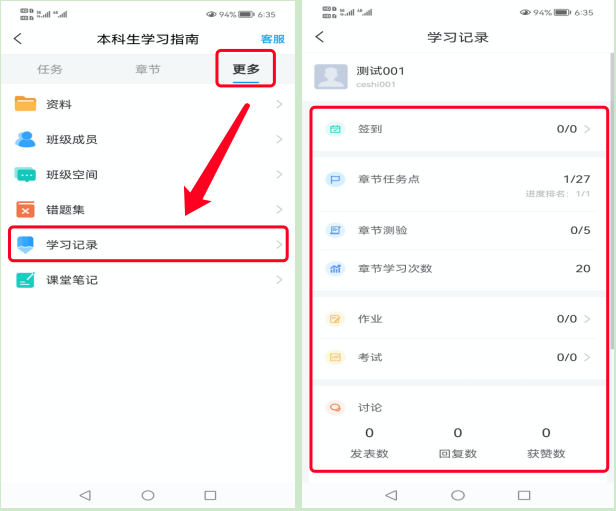 94% 6:35
本科生学习指南
客服
任务
章节
更多
资料
班级成员
班级空间
错题集
学习记录
课堂笔记
94% 6:35
学习记录
测试001
ceshi001
签到 0/0
章节任务点 1/27
进度排名: 1/1
章节测验 0/5
章节学习次数 20
作业 0/0
考试 0/0
讨论
0 0 0
发表数 回复数 获赞数